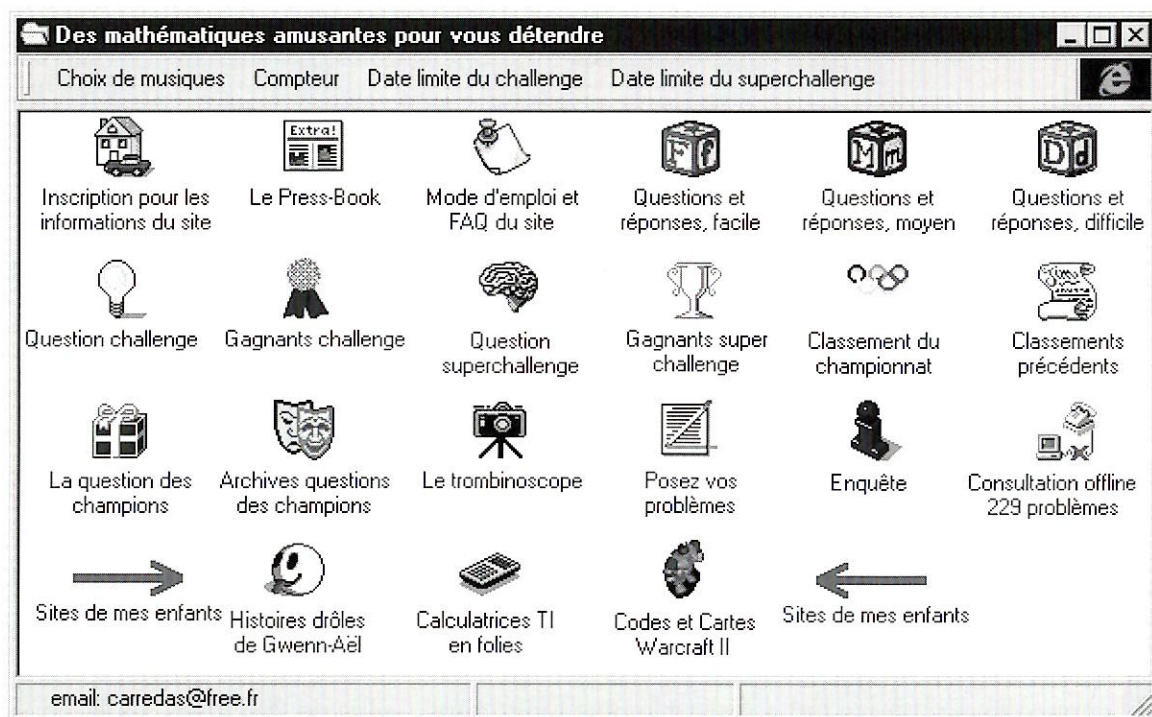 Des mathématiques amusantes pour vous détendre
Choix de musiques Compteur Date limite du challenge Date limite du superchallenge
Extra!
F f
M m
D d
Inscription pour les
informations du site
Le Press-Book
Mode d'emploi et
FAQ du site
Questions et
réponses, facile
Questions et
réponses, moyen
Questions et
réponses, difficile
Question challenge
Gagnants challenge
Question
superchallenge
Gagnants super
challenge
Classement du
championnat
Classements
précédents
La question des
champions
Archives questions
des champions
Le trombinoscope
Posez vos
problèmes
Enquête
Consultation offline
229 problèmes
Sites de mes enfants
Histoires drôles
de Gwenn-Aël
Calculatrices TI
en folies
Codes et Cartes
Warcraft II
Sites de mes enfants
email: carredas@free.fr